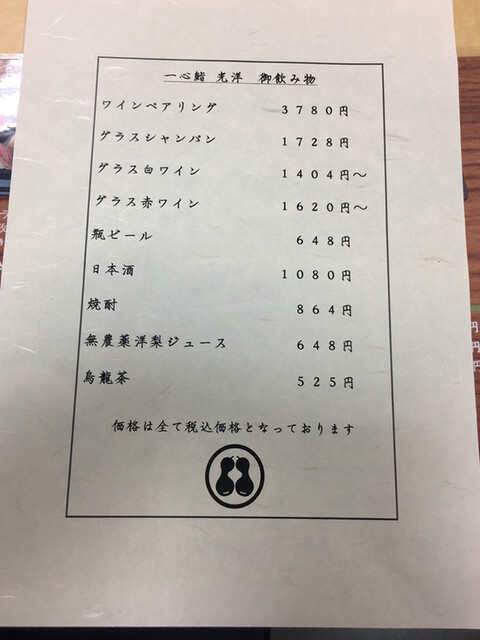 一心鮨 光洋 御飲み物
ワインペアリング 3780円
グラスシャンパン 1728円
グラス白ワイン 1404円〜
グラス赤ワイン 1620円〜
瓶ビール 648円
日本酒 1080円
焼酎 864円
無農薬洋梨ジュース 648円
烏龍茶 525円
価格は全て税込価格となっております